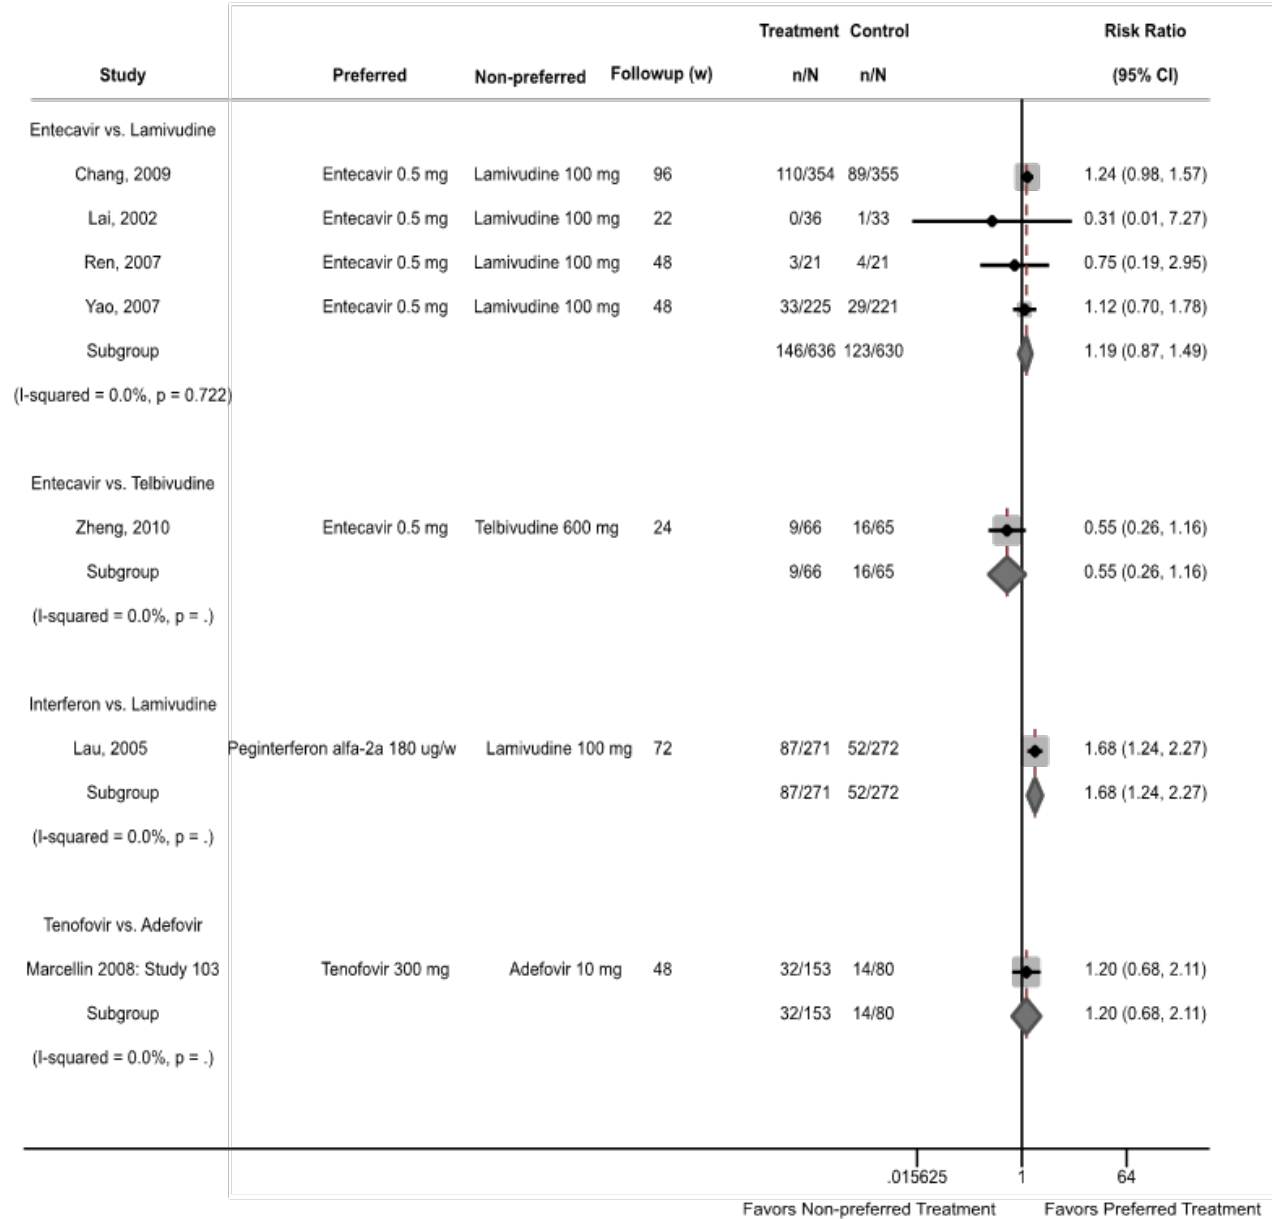 Treatment Control Risk Ratio
Study Preferred Non-preferred Followup (w) n/N n/N (95% CI)
Entecavir vs. Lamivudine
Chang, 2009 Entecavir 0.5 mg Lamivudine 100 mg 96 110/354 89/355 1.24 (0.98, 1.57)
Lai, 2002 Entecavir 0.5 mg Lamivudine 100 mg 22 0/36 1/33 0.31 (0.01, 7.27)
Ren, 2007 Entecavir 0.5 mg Lamivudine 100 mg 48 3/21 4/21 0.75 (0.19, 2.95)
Yao, 2007 Entecavir 0.5 mg Lamivudine 100 mg 48 33/225 29/221 1.12 (0.70, 1.78)
Subgroup 146/636 123/630 1.19 (0.87, 1.49)
(I-squared = 0.0%, p = 0.722)
Entecavir vs. Telbivudine
Zheng, 2010 Entecavir 0.5 mg Telbivudine 600 mg 24 9/66 16/65 0.55 (0.26, 1.16)
Subgroup 9/66 16/65 0.55 (0.26, 1.16)
(I-squared = 0.0%, p = .)
Interferon vs. Lamivudine
Lau, 2005 Peginterferon alfa-2a 180 ug/w Lamivudine 100 mg 72 87/271 52/272 1.68 (1.24, 2.27)
Subgroup 87/271 52/272 1.68 (1.24, 2.27)
(I-squared = 0.0%, p = .)
Tenofovir vs. Adefovir
Marcellin 2008: Study 103 Tenofovir 300 mg Adefovir 10 mg 48 32/153 14/80 1.20 (0.68, 2.11)
Subgroup 32/153 14/80 1.20 (0.68, 2.11)
(I-squared = 0.0%, p = .)
.015625 1 64
Favors Non-preferred Treatment Favors Preferred Treatment